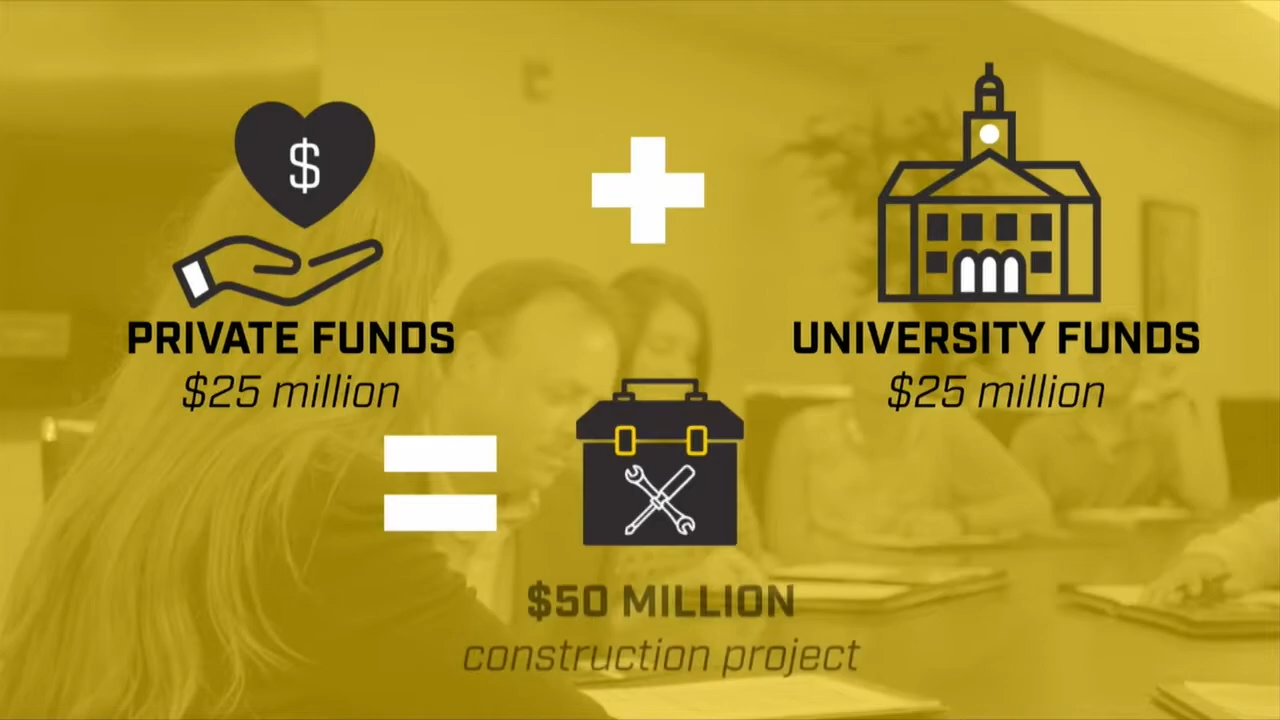 $
PRIVATE FUNDS
$25 million
+
UNIVERSITY FUNDS
$25 million
=
$50 MILLION
construction project